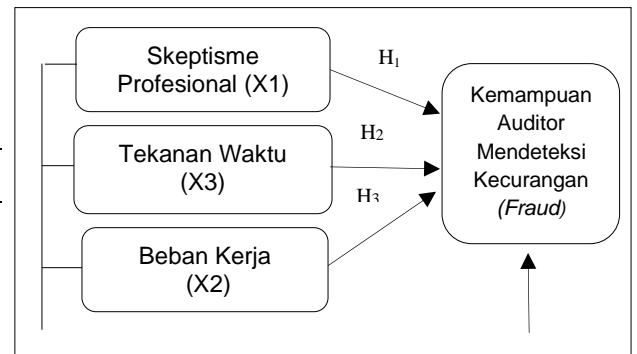 Skeptisme
Profesional (X1)
H1
Tekanan Waktu
(X3)
H2
Beban Kerja
(X2)
H3
Kemampuan
Auditor
Mendeteksi
Kecurangan
(Fraud)